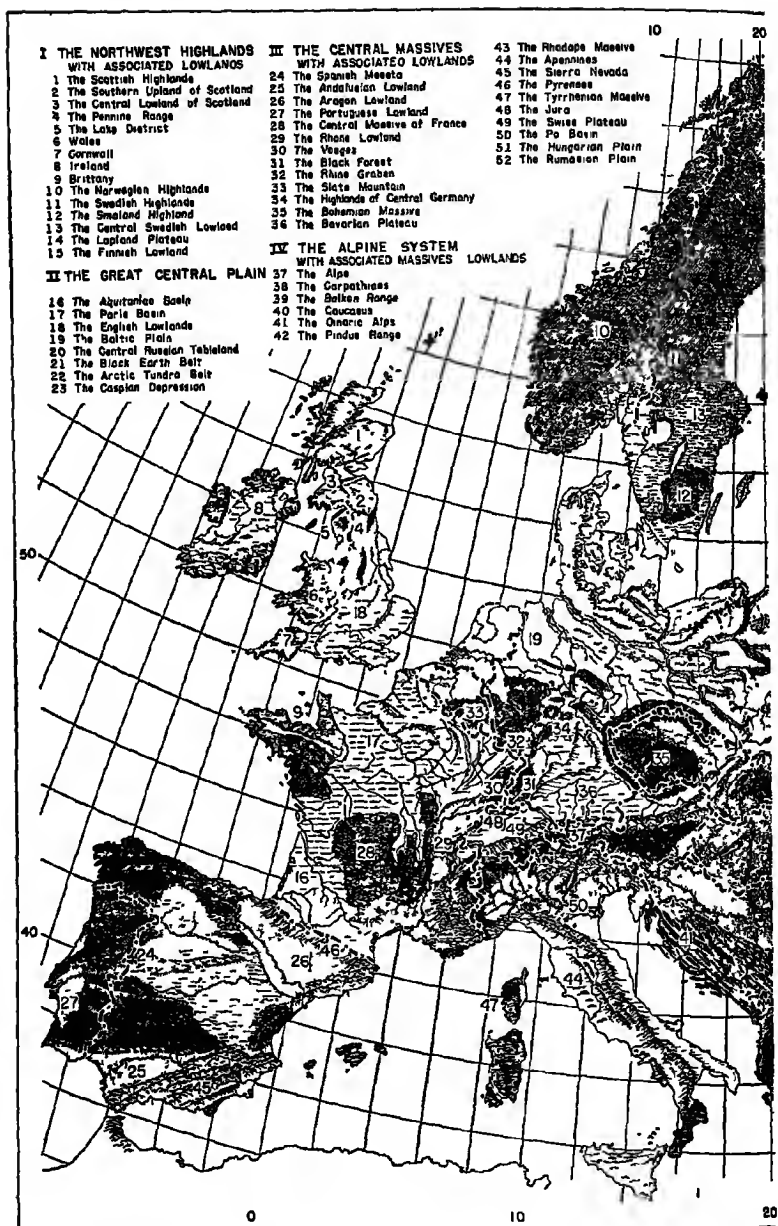 I THE NORTHWEST HIGHLANDS
WITH ASSOCIATED LOWLANDS
1 The Scottish Highlands
2 The Southern Upland of Scotland
3 The Central Lowland of Scotland
4 The Pennine Range
5 The Lake District
6 Wales
7 Cornwall
8 Ireland
9 Brittany
10 The Norwegian Highlands
11 The Swedish Highlands
12 The Smaland Highland
13 The Central Swedish Lowland
14 The Lapland Plateau
15 The Finnish Lowland
II THE GREAT CENTRAL PLAIN
16 The Aquitanian Basin
17 The Paris Basin
18 The English Lowlands
19 The Baltic Plain
20 The Central Russian Tableland
21 The Black Earth Belt
22 The Arctic Tundra Belt
23 The Caspian Depression
III THE CENTRAL MASSIVES
WITH ASSOCIATED LOWLANDS
24 The Spanish Meseta
25 The Andalusian Lowland
26 The Aragon Lowland
27 The Portuguese Lowland
28 The Central Massive of France
29 The Rhone Lowland
30 The Vosges
31 The Black Forest
32 The Rhine Graben
33 The Slate Mountain
34 The Highlands of Central Germany
35 The Bohemian Massive
36 The Bavarian Plateau
IV THE ALPINE SYSTEM
WITH ASSOCIATED MASSIVES LOWLANDS
37 The Alps
38 The Carpathians
39 The Balkan Range
40 The Caucasus
41 The Dinaric Alps
42 The Pindus Range
43 The Rhodope Massive
44 The Apennines
45 The Sierra Nevada
46 The Pyrenees
47 The Tyrrhenian Massive
48 The Jura
49 The Swiss Plateau
50 The Po Basin
51 The Hungarian Plain
52 The Rumanian Plain
10 20
10
11
1
13
3
2
12
8
4
5
50
6
18
7
19
9
33
17
32
34
35
30
31
36
48
49
37
28
29
16
50
40
46
41
24
26
44
27
47
25
45
0 10 20